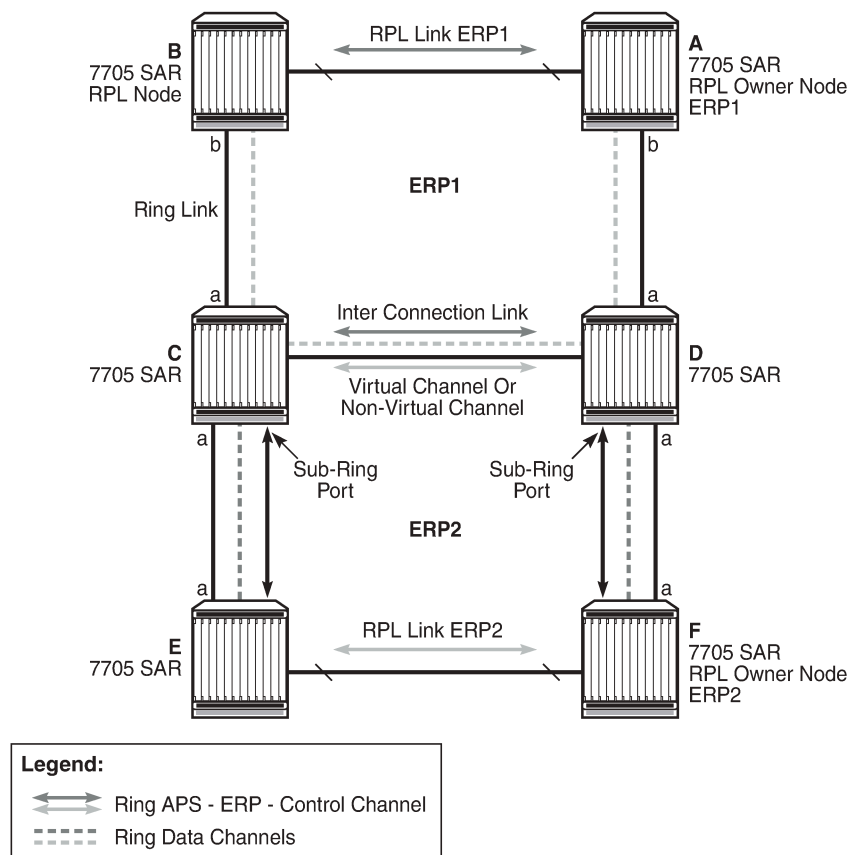 RPL Link ERP1
B
7705 SAR
RPL Node
A
7705 SAR
RPL Owner Node
ERP1
b
b
ERP1
Ring Link
a
a
Inter Connection Link
C
7705 SAR
D
7705 SAR
Virtual Channel Or
Non-Virtual Channel
a
a
Sub-Ring
Port
Sub-Ring
Port
ERP2
a
a
RPL Link ERP2
E
7705 SAR
F
7705 SAR
RPL Owner Node
ERP2
Legend:
Ring APS - ERP - Control Channel
Ring Data Channels